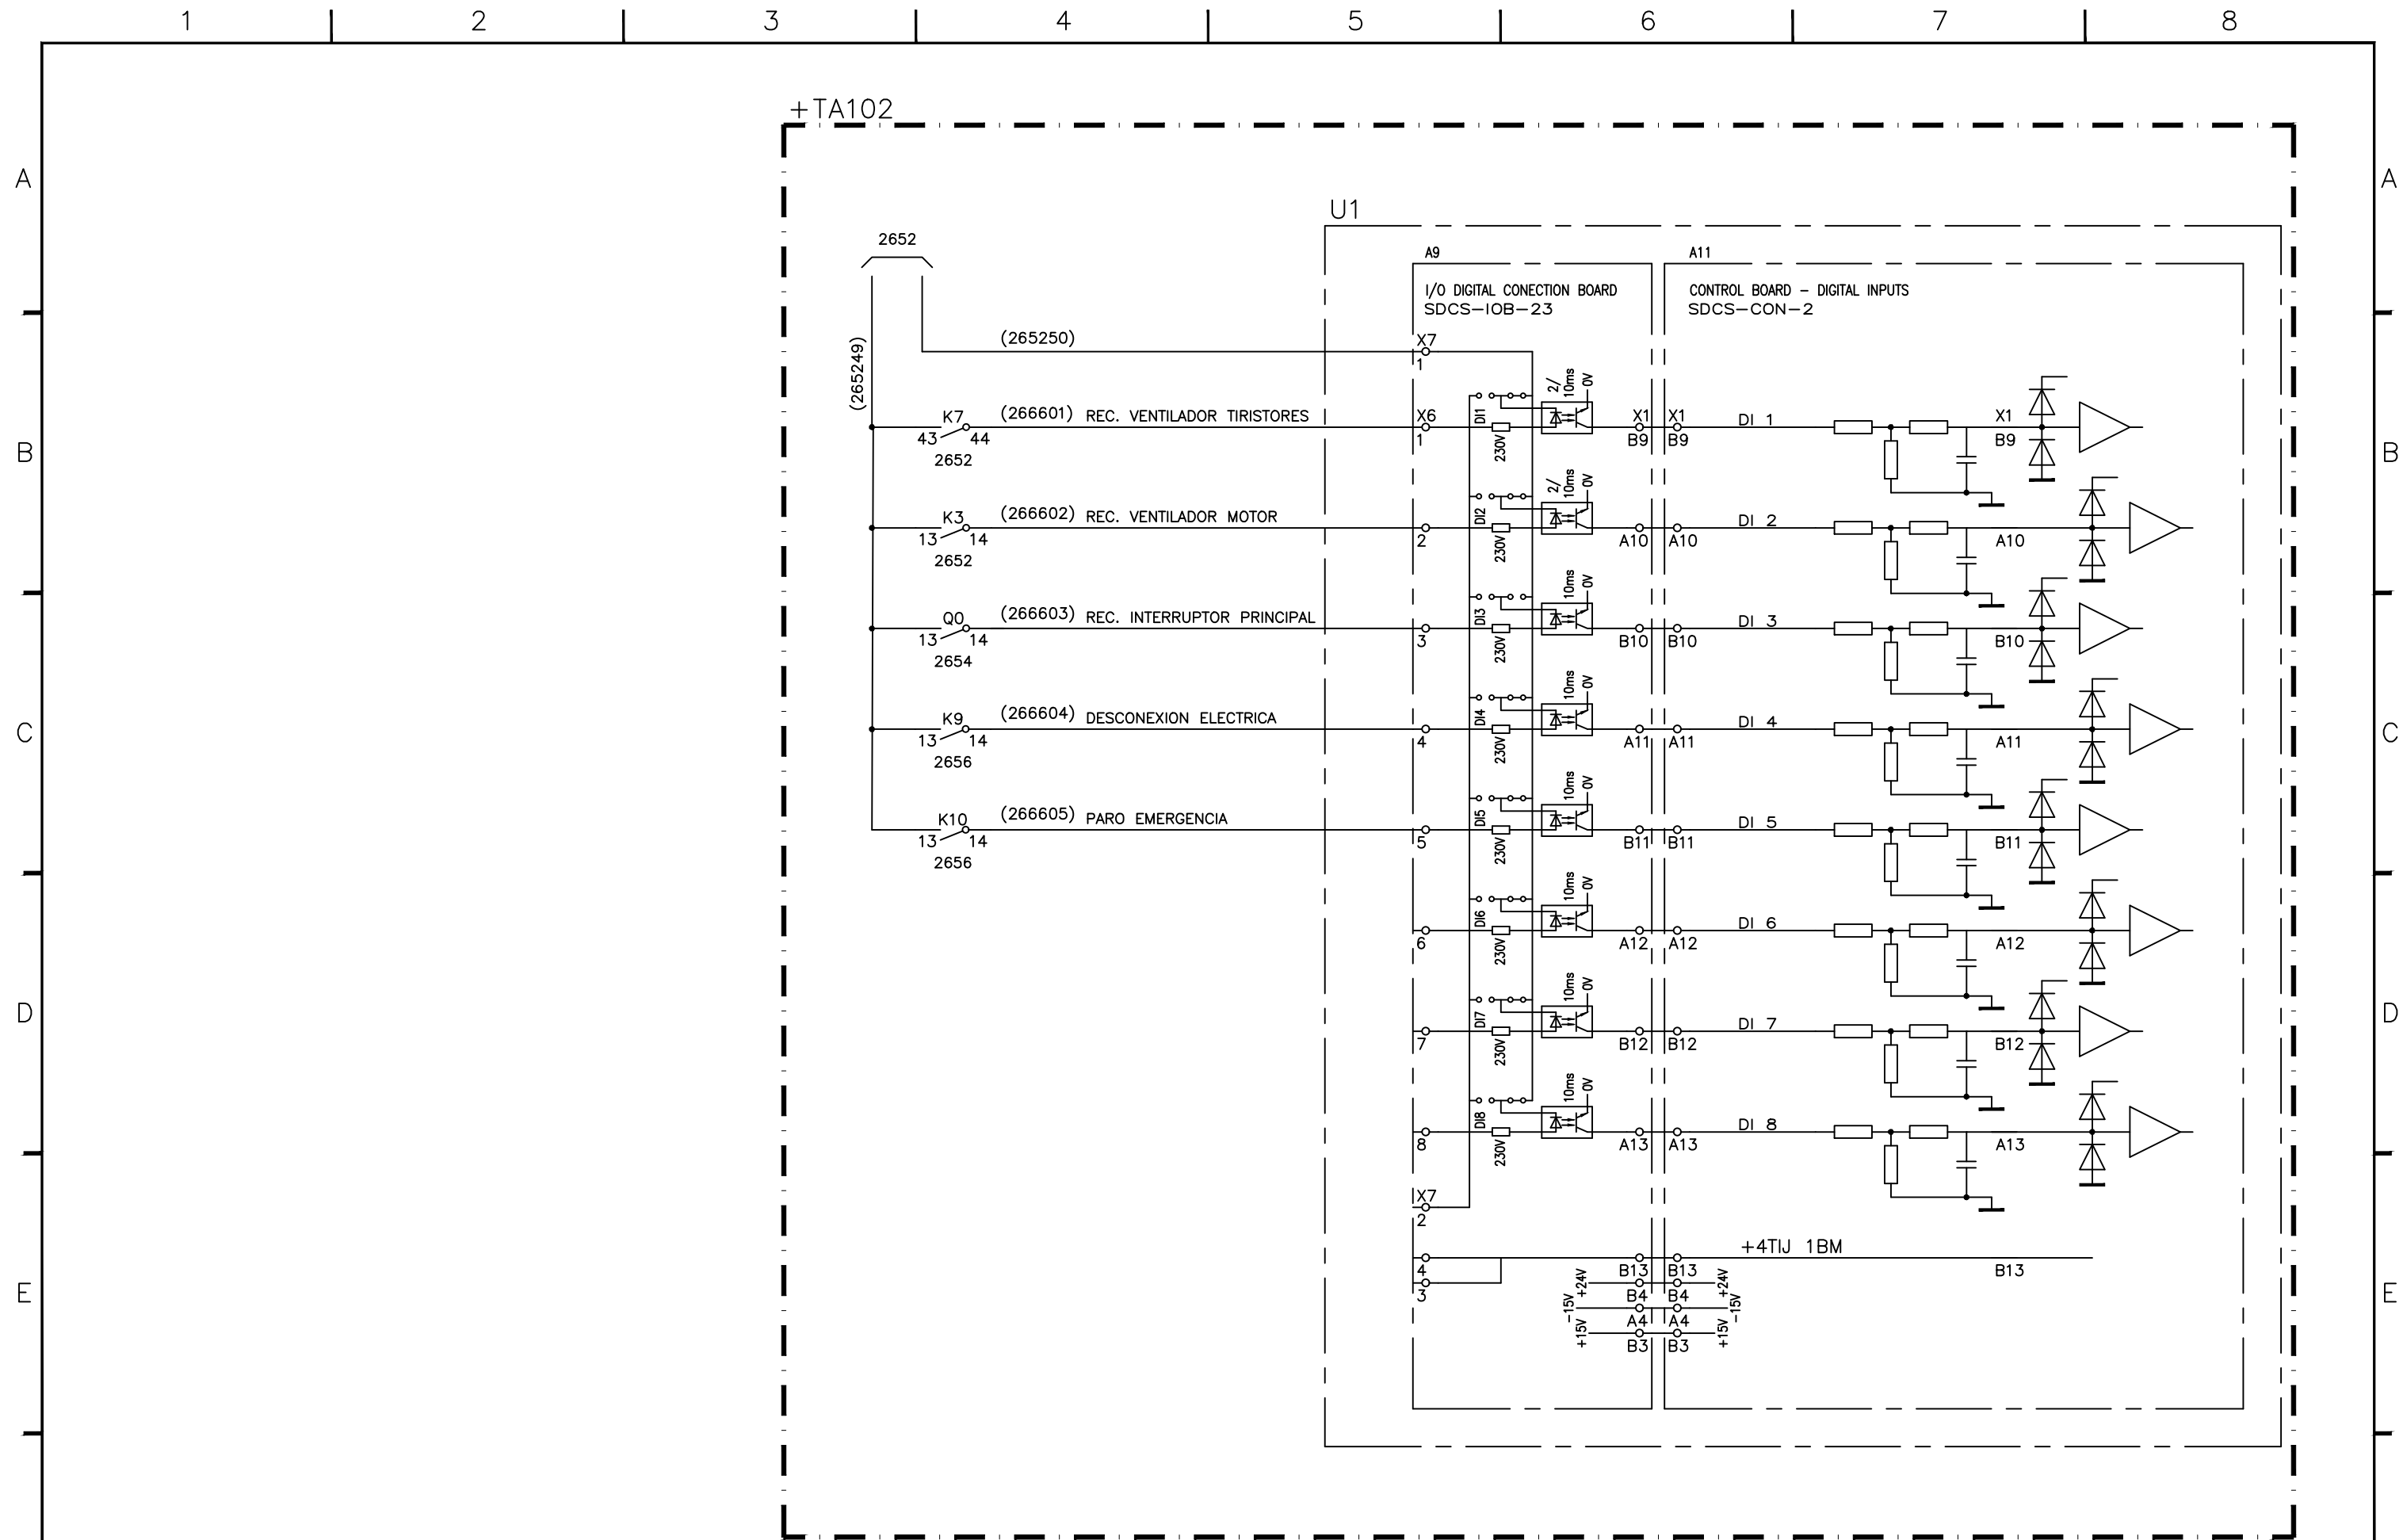 1 2 3 4 5 6 7 8
+TA102
A A
U1
2652
A9 A11
I/O DIGITAL CONECTION BOARD CONTROL BOARD - DIGITAL INPUTS
SDCS-IOB-23 SDCS-CON-2
(265249)
(265250) X7
1
2/
10ms
0V
K7 (266601) REC. VENTILADOR TIRISTORES X6 DI1 X1 X1 DI 1 X1
43 44 1 230V B9 B9 B9
B B
2652
2/
10ms
0V
K3 (266602) REC. VENTILADOR MOTOR DI2 DI 2
13 14 2 230V A10 A10 A10
2652
10ms
0V
Q0 (266603) REC. INTERRUPTOR PRINCIPAL DI3 DI 3
13 14 3 230V B10 B10 B10
2654
10ms
0V
K9 (266604) DESCONEXION ELECTRICA DI4 DI 4
C C
13 14 4 230V A11 A11 A11
2656
10ms
0V
K10 (266605) PARO EMERGENCIA DI5 DI 5
13 14 5 230V B11 B11 B11
2656
10ms
0V
DI6 DI 6
6 230V A12 A12 A12
10ms
0V
D D
DI7 DI 7
7 230V B12 B12 B12
10ms
0V
DI8 DI 8
8 230V A13 A13 A13
X7
2
+4TIJ 1BM
4 B13 B13 B13
+24V +24V
E E
3 B4 B4
-15V -15V
A4 A4
+15V +15V
B3 B3